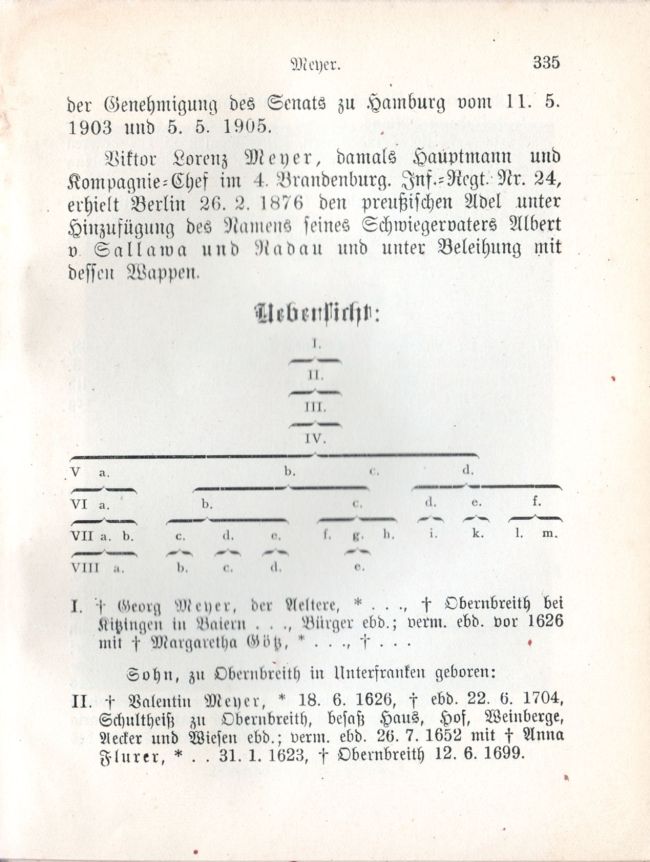 Meyer. 335
der Genehmigung des Senats zu Hamburg vom 11. 5.
1903 und 5. 5. 1905.
Viktor Lorenz Meyer, damals Hauptmann und
Kompagnie-Chef im 4. Brandenburg. Inf.-Regt. Nr. 24,
erhielt Berlin 26. 2. 1876 den preußischen Adel unter
Hinzufügung des Namens seines Schwiegervaters Albert
v. Sallawa und Radau und unter Beleihung mit
dessen Wappen.
Uebersicht:
I.
II.
III.
IV.
V a. b. c. d.
VI a. b. c. d. e. f.
VII a. b. c. d. e. f. g. h. i. k. l. m.
VIII a. b. c. d. e.
I. † Georg Meyer, der Aeltere, * . . ., † Obernbreith bei
Kitzingen in Baiern . . ., Bürger ebd.; verm. ebd. vor 1626
mit † Margaretha Götz, * . . ., † . . .
Sohn, zu Obernbreith in Unterfranken geboren:
II. † Valentin Meyer, * 18. 6. 1626, † ebd. 22. 6. 1704,
Schultheiß zu Obernbreith, besaß Haus, Hof, Weinberge,
Aecker und Wiesen ebd.; verm. ebd. 26. 7. 1652 mit † Anna
Flurer, * . . 31. 1. 1623, † Obernbreith 12. 6. 1699.